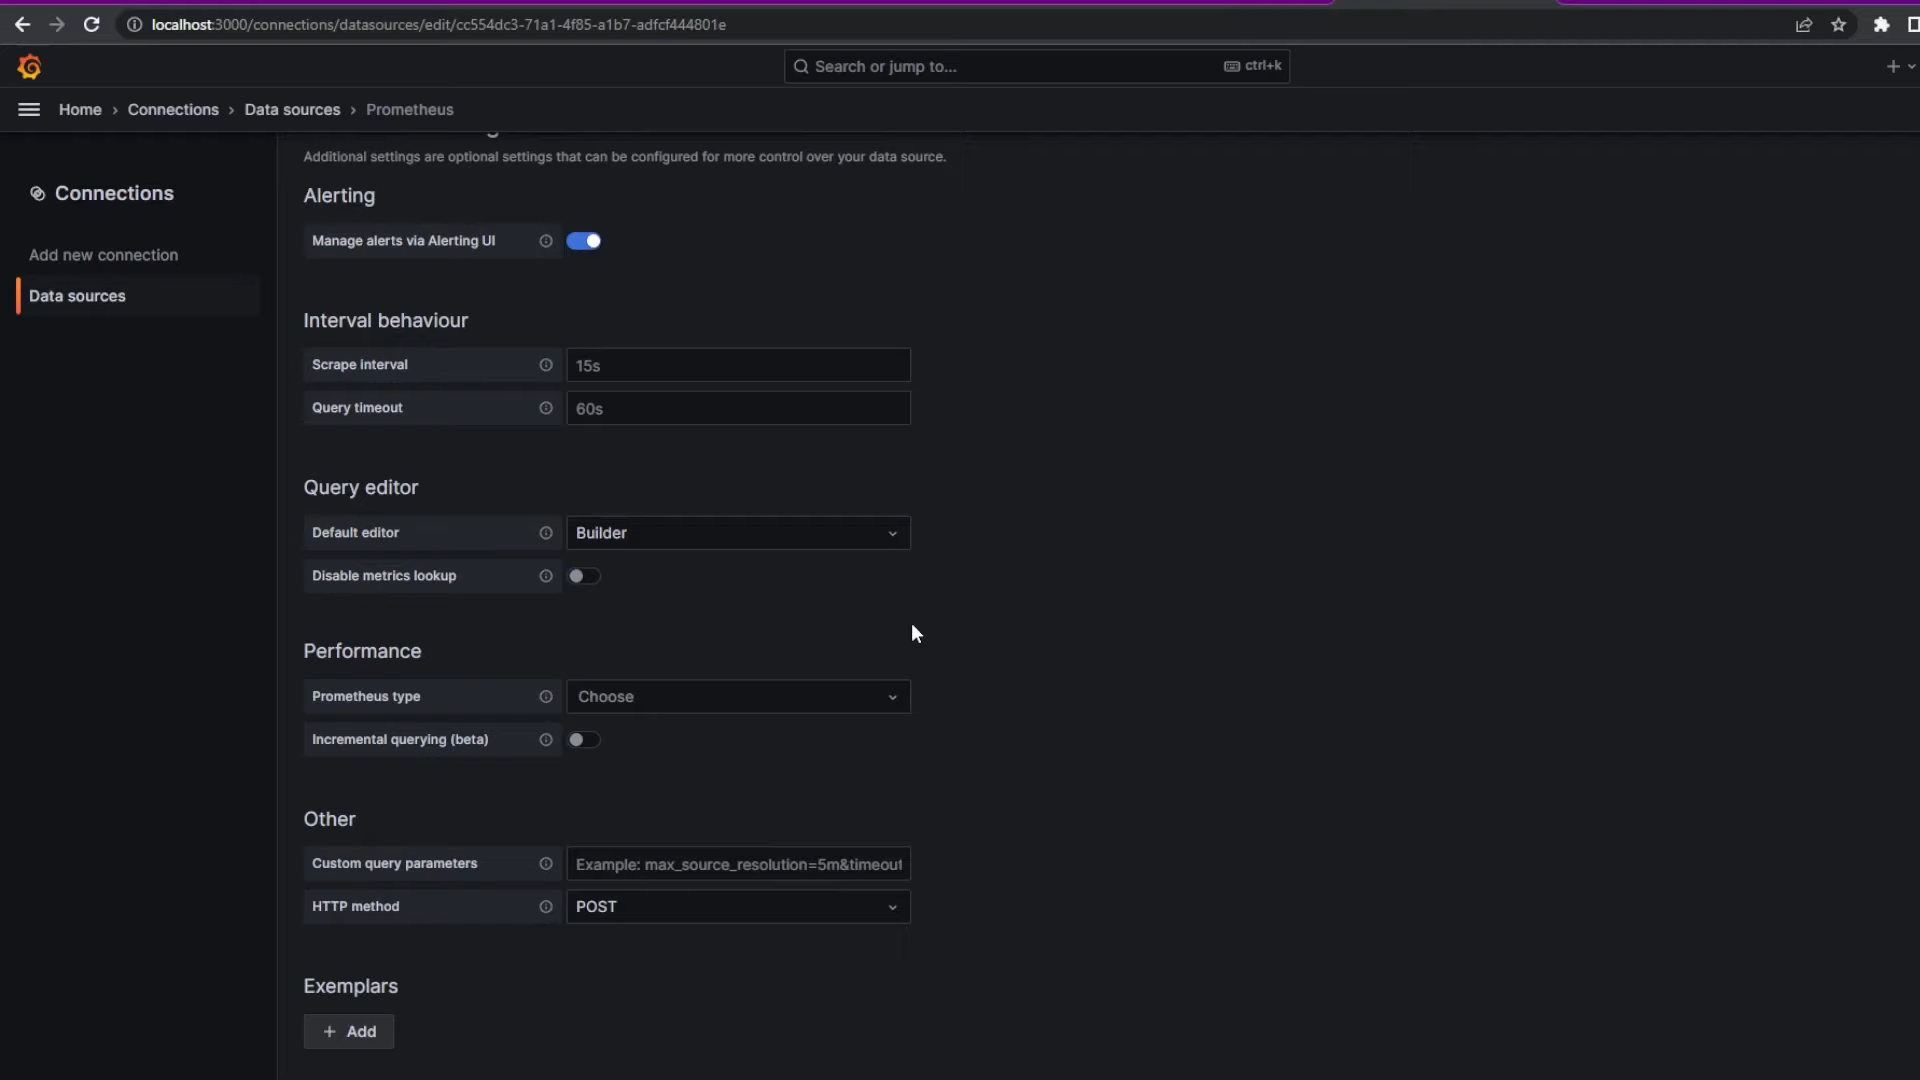 localhost:3000/connections/datasources/edit/cc554dc3-71a1-4f85-a1b7-adfcf444801e
Search or jump to... ctrl+k
Home › Connections › Data sources › Prometheus
Additional settings are optional settings that can be configured for more control over your data source.
Connections
Add new connection
Data sources
Alerting
Manage alerts via Alerting UI
Interval behaviour
Scrape interval 15s
Query timeout 60s
Query editor
Default editor Builder
Disable metrics lookup
Performance
Prometheus type Choose
Incremental querying (beta)
Other
Custom query parameters Example: max_source_resolution=5m&timeout
HTTP method POST
Exemplars
+ Add